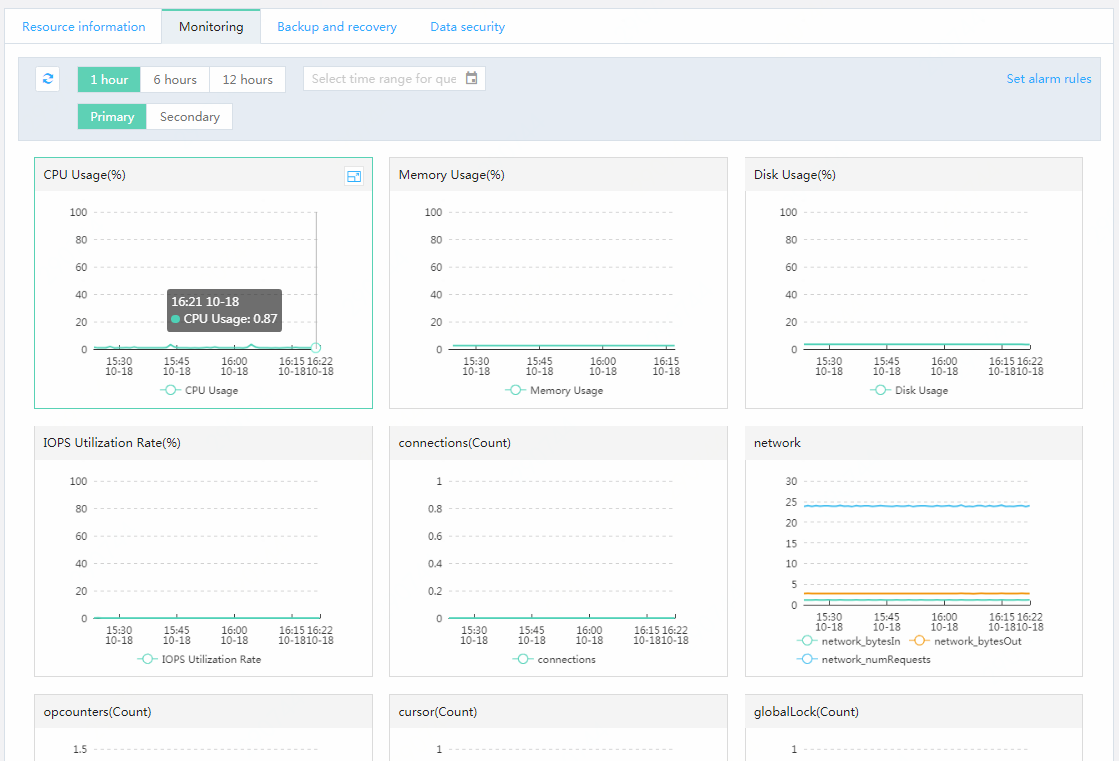 Resource information Monitoring Backup and recovery Data security
1 hour 6 hours 12 hours Select time range for que Set alarm rules
Primary Secondary
CPU Usage(%)
100
80
60
40
20
0
16:21 10-18
CPU Usage: 0.87
15:30 15:45 16:00 16:15 16:22
10-18 10-18 10-18 10-18 10-18
CPU Usage
Memory Usage(%)
100
80
60
40
20
0
15:30 15:45 16:00 16:15
10-18 10-18 10-18 10-18
Memory Usage
Disk Usage(%)
100
80
60
40
20
0
15:30 15:45 16:00 16:15 16:22
10-18 10-18 10-18 10-18 10-18
Disk Usage
IOPS Utilization Rate(%)
100
80
60
40
20
0
15:30 15:45 16:00 16:15 16:22
10-18 10-18 10-18 10-18 10-18
IOPS Utilization Rate
connections(Count)
1
0.8
0.6
0.4
0.2
0
15:30 15:45 16:00 16:15 16:22
10-18 10-18 10-18 10-18 10-18
connections
network
30
25
20
15
10
5
0
15:30 15:45 16:00 16:15 16:22
10-18 10-18 10-18 10-18 10-18
network_bytesIn network_bytesOut
network_numRequests
opcounters(Count)
1.5
cursor(Count)
1
globalLock(Count)
1